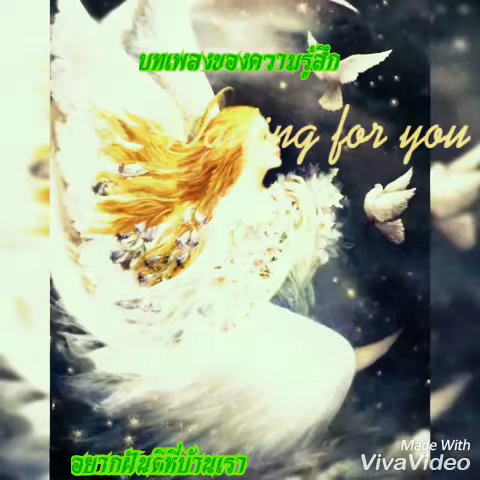 บทเพลงของความรู้สึก
for you
อยากฝันดีที่บ้านเรา
Made With
VivaVideo